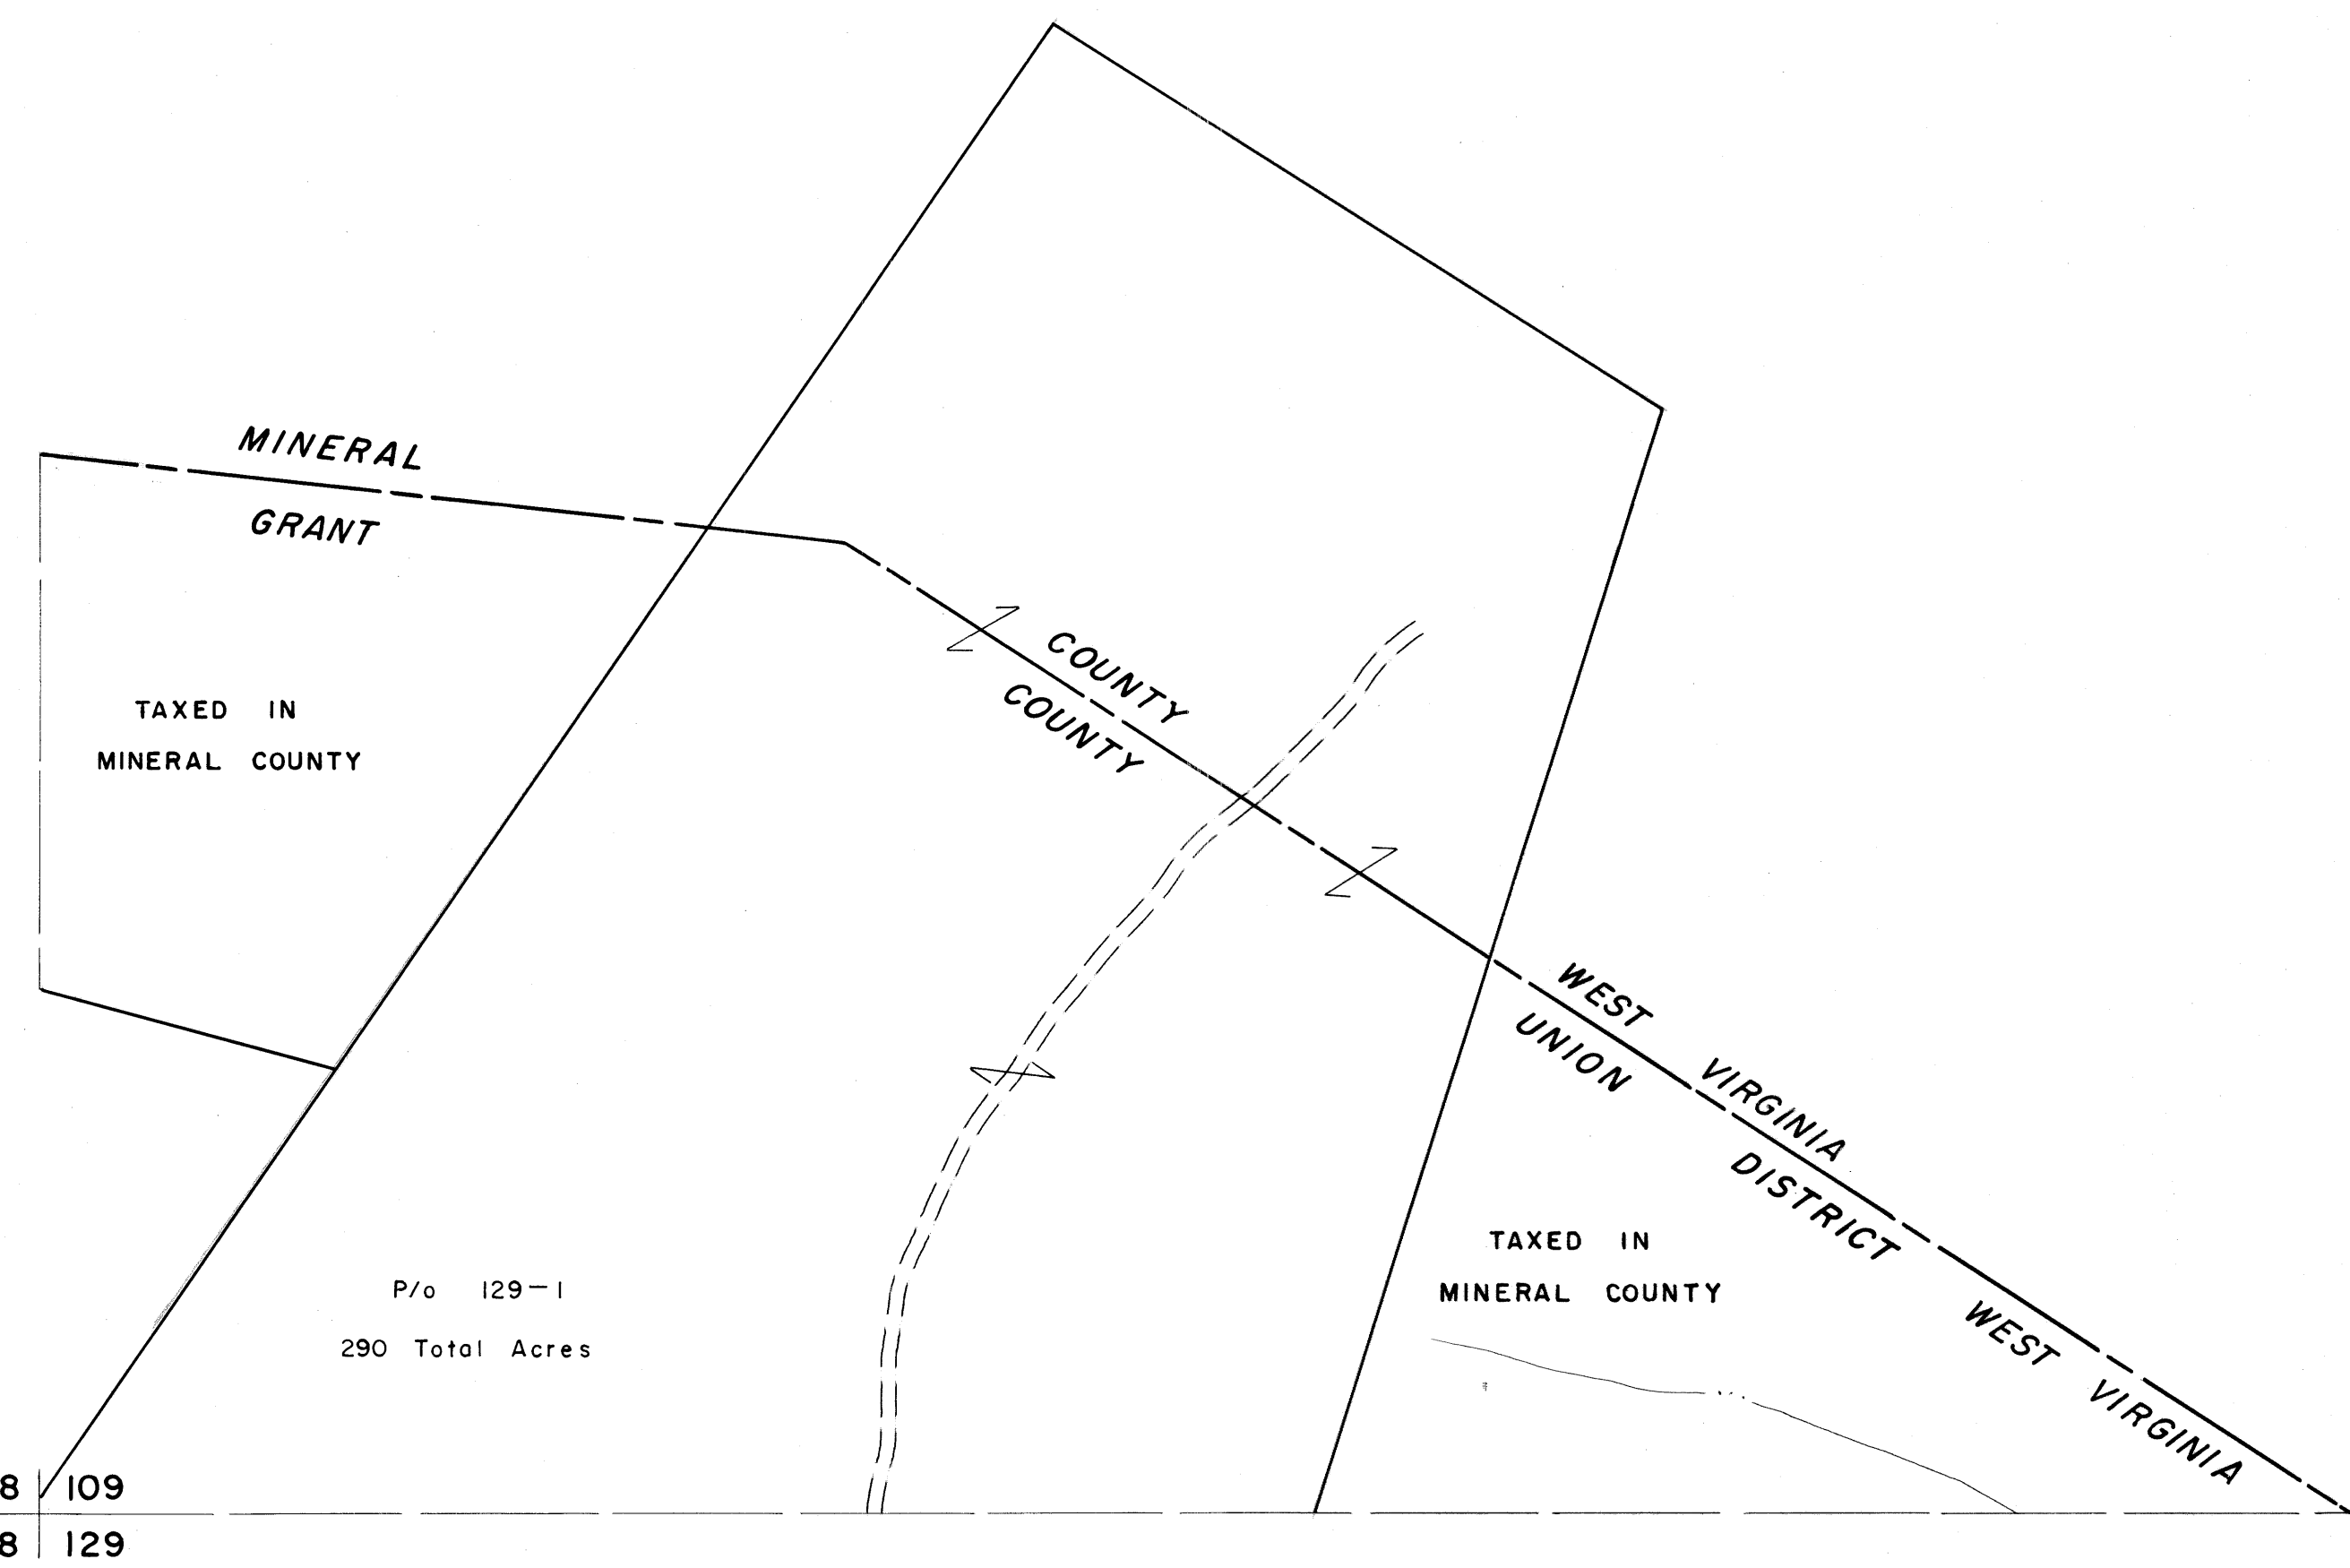 MINERAL COUNTY WEST VIRGINIA
GRANT COUNTY UNION DISTRICT WEST VIRGINIA
TAXED IN
MINERAL COUNTY
P/o 129-1
290 Total Acres
TAXED IN
MINERAL COUNTY
8 109
8 129